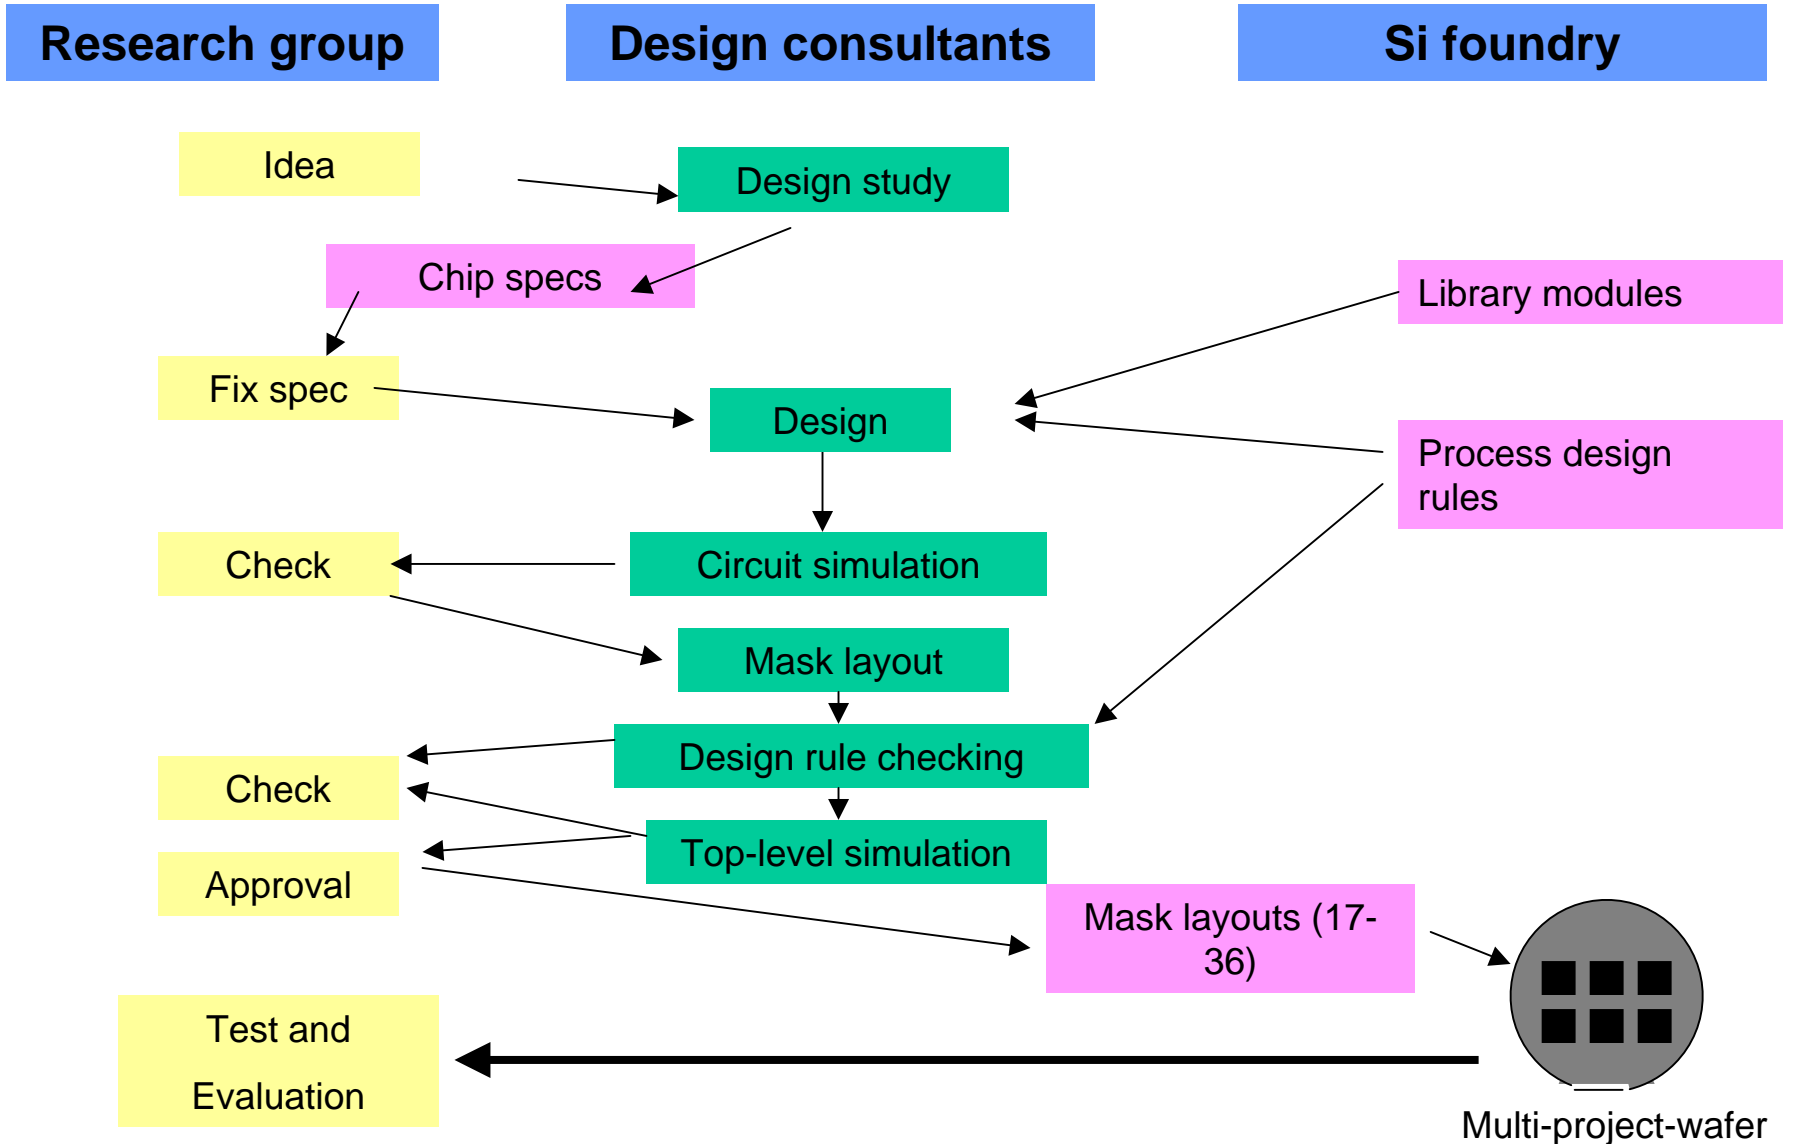 Research group
Design consultants
Si foundry
Idea
Design study
Chip specs
Library modules
Fix spec
Design
Process design
rules
Check
Circuit simulation
Mask layout
Design rule checking
Check
Top-level simulation
Approval
Mask layouts (17-
36)
Test and
Evaluation
Multi-project-wafer